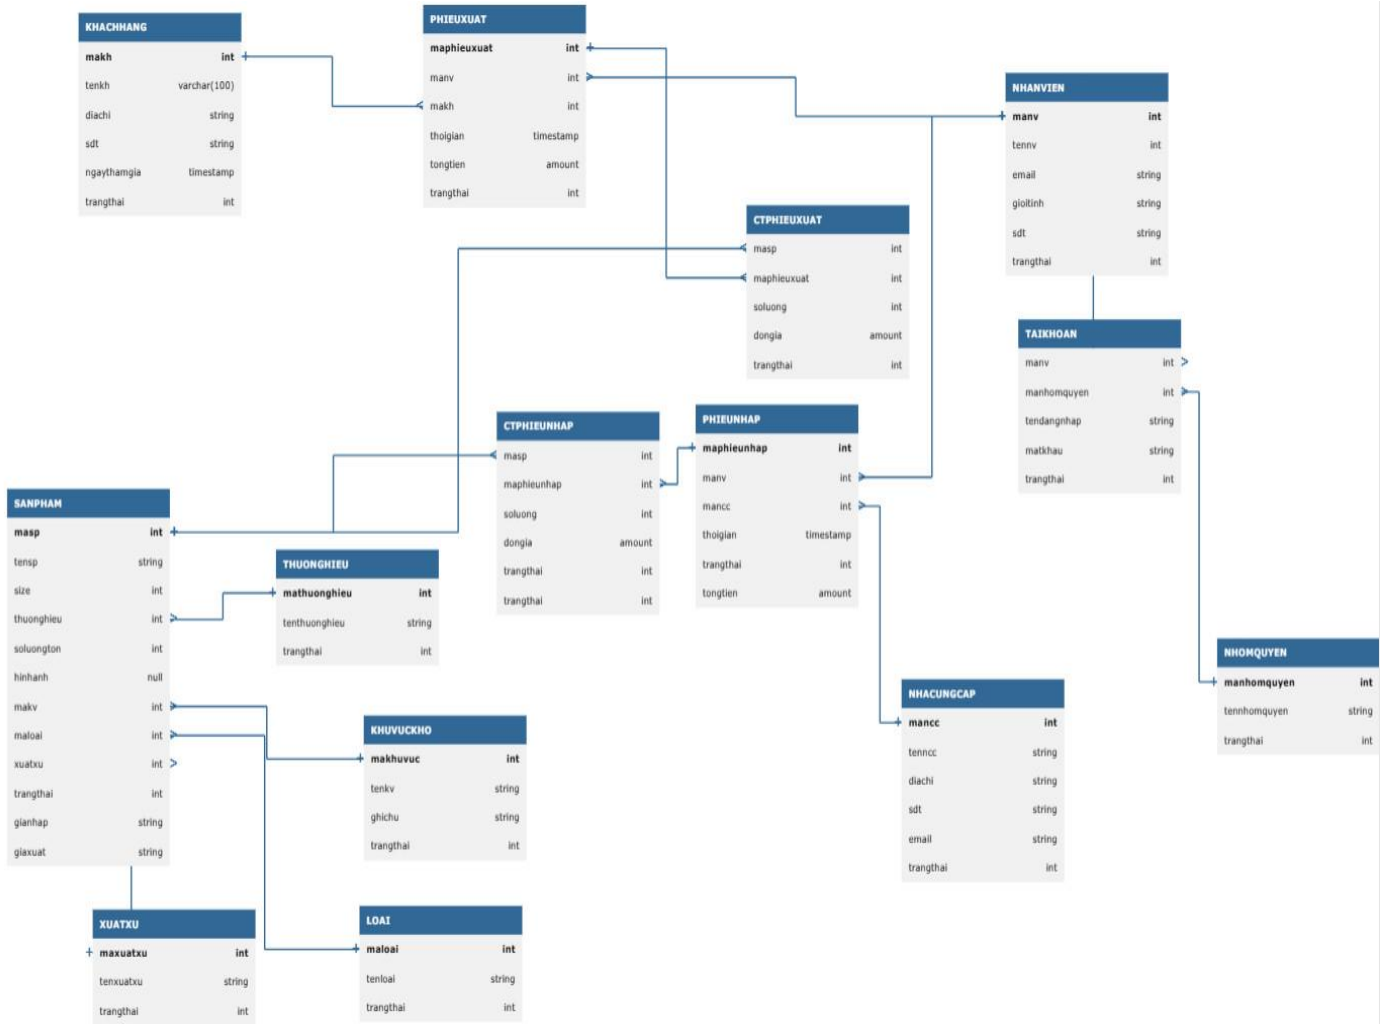 KHACHHANG
makh int
tenkh varchar(100)
diachi string
sdt string
ngaythamgia timestamp
trangthai int
PHIEUXUAT
maphieuxuat int
manv int
makh int
thoigian timestamp
tongtien amount
trangthai int
NHANVIEN
manv int
tennv int
email string
gioitinh string
sdt string
trangthai int
CTPHIEUXUAT
masp int
maphieuxuat int
soluong int
dongia amount
trangthai int
TAIKHOAN
manv int
manhomquyen int
tendangnhap string
matkhau string
trangthai int
CTPHIEUNHAP
masp int
maphieunhap int
soluong int
dongia amount
trangthai int
trangthai int
PHIEUNHAP
maphieunhap int
manv int
mancc int
thoigian timestamp
trangthai int
tongtien amount
SANPHAM
masp int
tensp string
size int
thuonghieu int
soluongton int
hinhanh null
makv int
maloai int
xuatxu int
trangthai int
gianhap string
giaxuat string
THUONGHIEU
mathuonghieu int
tenthuonghieu string
trangthai int
NHOMQUYEN
manhomquyen int
tennhomquyen string
trangthai int
NHACUNGCAP
mancc int
tenncc string
diachi string
sdt string
email string
trangthai int
KHUVUCKHO
makhuvuc int
tenkv string
ghichu string
trangthai int
XUATXU
maxuatxu int
tenxuatxu string
trangthai int
LOAI
maloai int
tenloai string
trangthai int